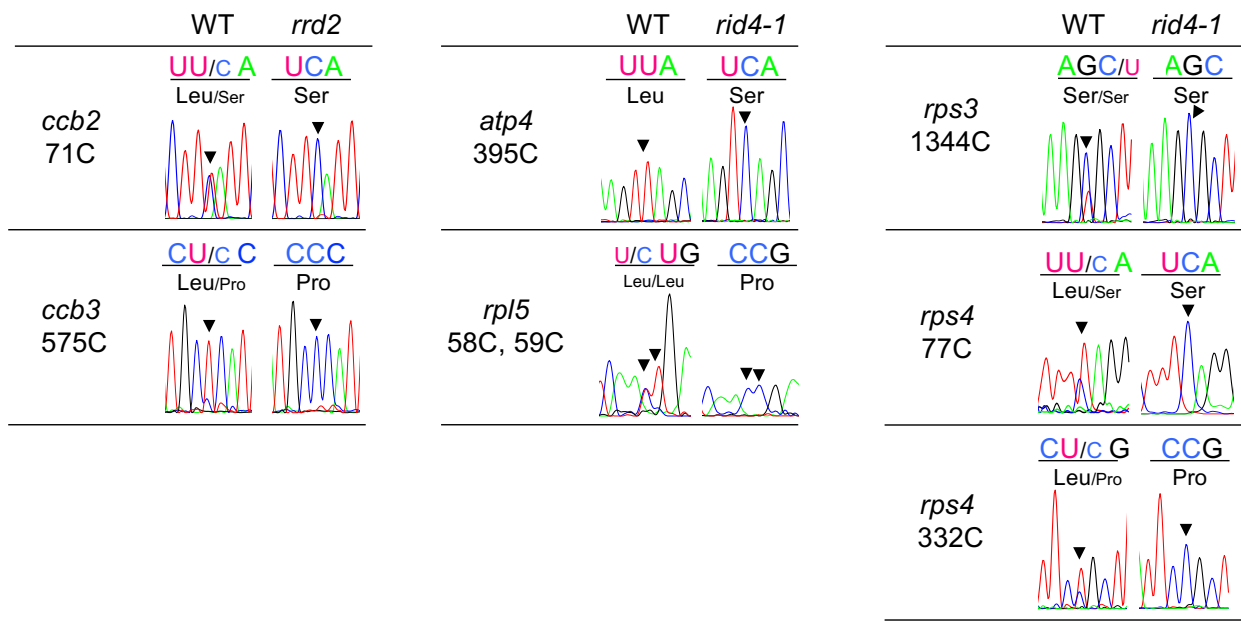 WT rrd2
ccb2
71C
UU/C A UCA
Leu/Ser Ser
ccb3
575C
CU/C C CCC
Leu/Pro Pro
WT rid4-1
atp4
395C
UUA UCA
Leu Ser
rpl5
58C, 59C
U/C UG CCG
Leu/Leu Pro
WT rid4-1
rps3
1344C
AGC/U AGC
Ser/Ser Ser
rps4
77C
UU/C A UCA
Leu/Ser Ser
rps4
332C
CU/C G CCG
Leu/Pro Pro